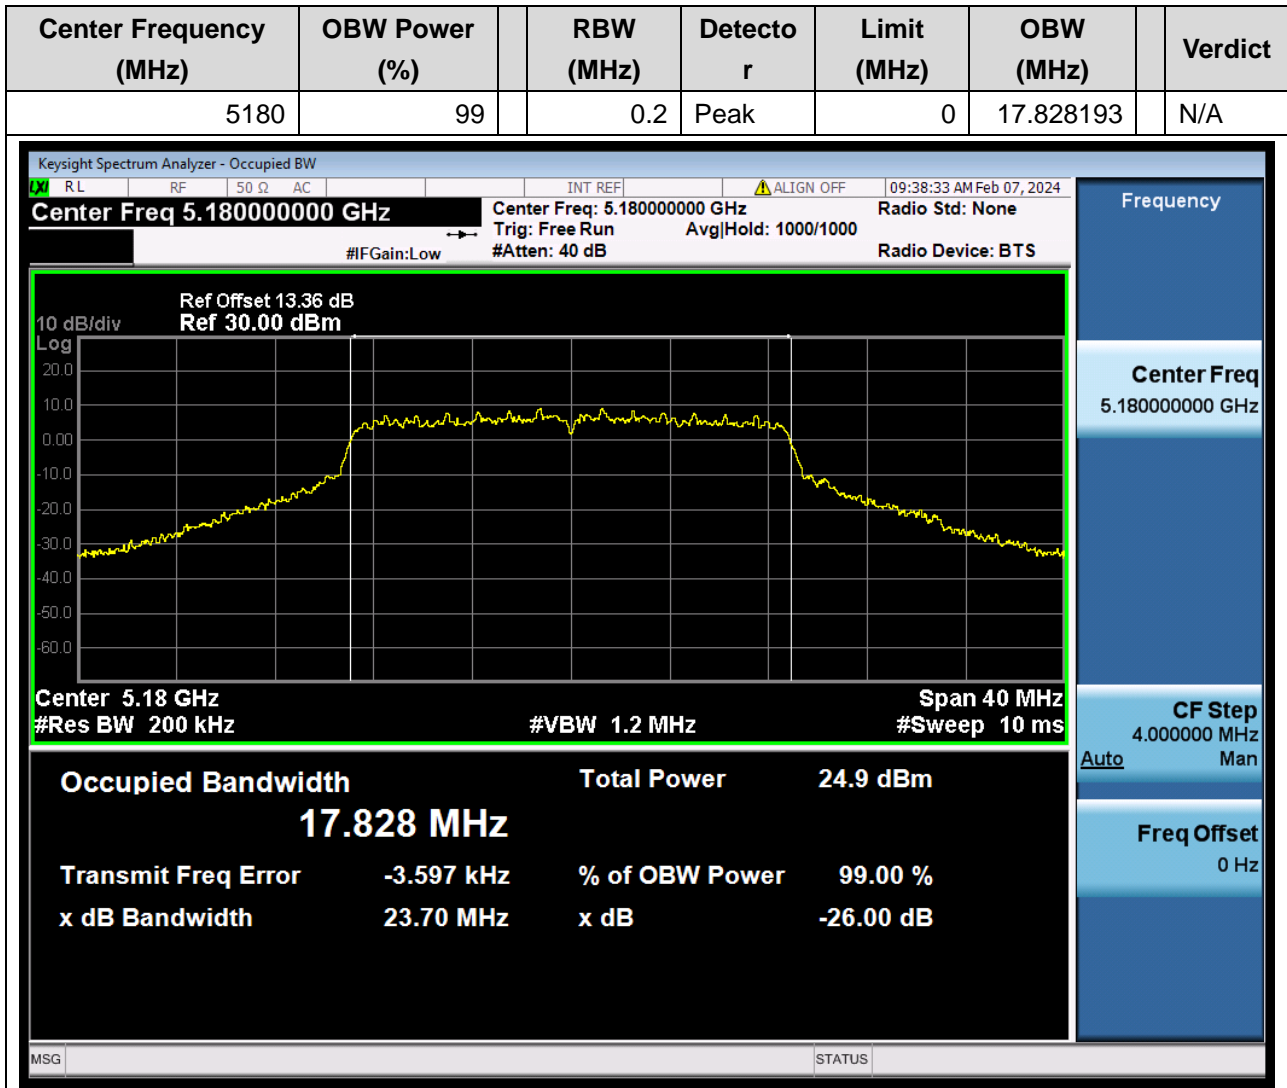 Center Frequency (MHz) OBW Power (%) RBW (MHz) Detecto r Limit (MHz) OBW (MHz) Verdict
5180 99 0.2 Peak 0 17.828193 N/A
Keysight Spectrum Analyzer - Occupied BW
LXI RL RF 50 Ω AC INT REF ALIGN OFF 09:38:33 AM Feb 07, 2024
Center Freq 5.180000000 GHz
Center Freq: 5.180000000 GHz
Radio Std: None
Trig: Free Run Avg|Hold: 1000/1000
#IFGain:Low #Atten: 40 dB
Radio Device: BTS
Ref Offset 13.36 dB
10 dB/div Ref 30.00 dBm
Log
20.0
10.0
0.00
-10.0
-20.0
-30.0
-40.0
-50.0
-60.0
Center 5.18 GHz Span 40 MHz
#Res BW 200 kHz #VBW 1.2 MHz #Sweep 10 ms
Occupied Bandwidth Total Power 24.9 dBm
17.828 MHz
Transmit Freq Error -3.597 kHz % of OBW Power 99.00 %
x dB Bandwidth 23.70 MHz x dB -26.00 dB
Frequency
Center Freq
5.180000000 GHz
CF Step
4.000000 MHz
Auto Man
Freq Offset
0 Hz
MSG STATUS